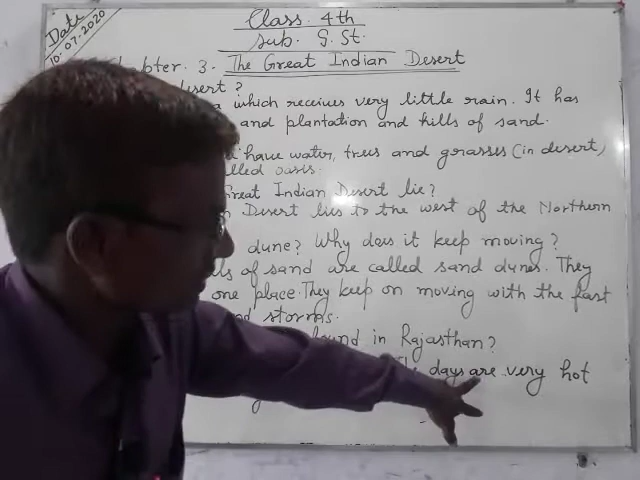 Date
10.07.2020
Class. 4th
Sub. S.St.
Chapter. 3. The Great Indian Desert
desert ?
a which receives very little rain. It has
and plantation and hills of sand.
have water, trees and grasses (in desert)
called oasis.
Great Indian Desert lie?
Desert lies to the west of the Northern
dune? Why does it keep moving?
of sand are called sand dunes. They
one place. They keep on moving with the fast
storms.
found in Rajasthan?
days are very hot